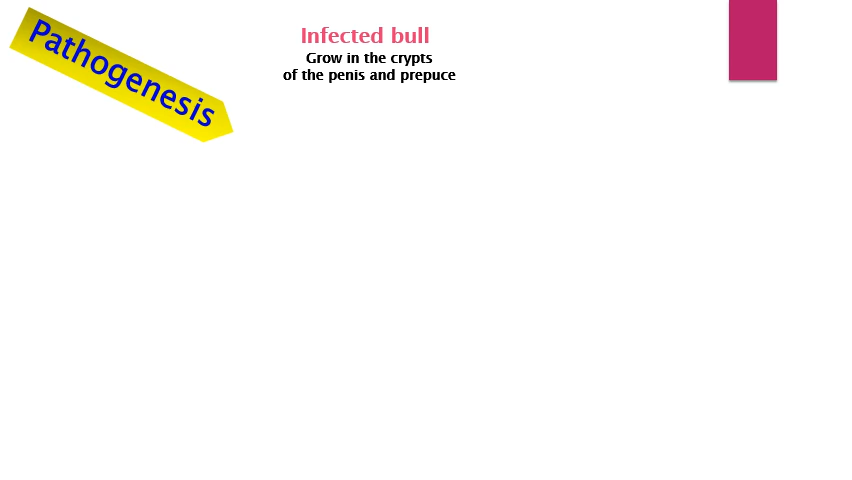 Pathogenesis
Infected bull
Grow in the crypts
of the penis and prepuce